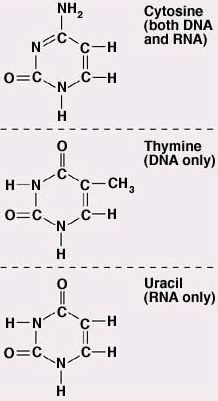 NH2
Cytosine
(both DNA
and RNA)
N C C—H
O=C C—H
N
H
O
Thymine
(DNA only)
C
H—N C—CH3
O=C C—H
N
H
O
Uracil
(RNA only)
C
H—N C—H
O=C C—H
N
H